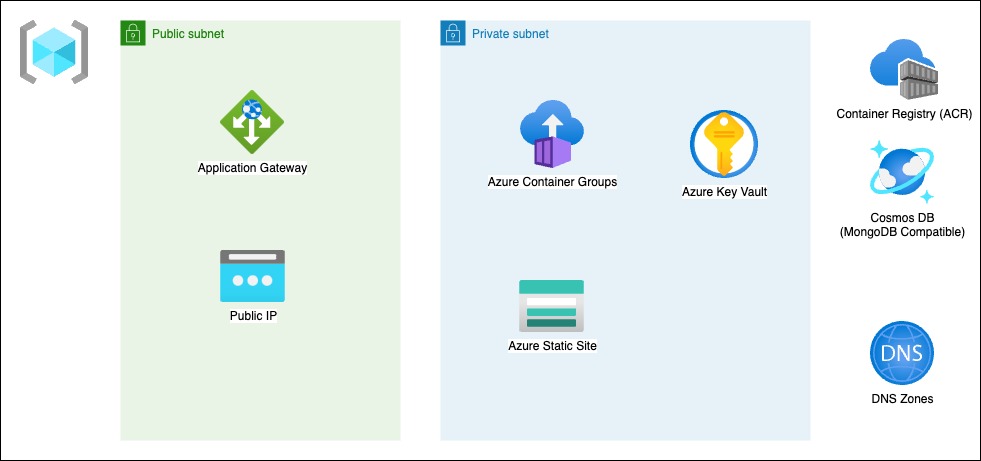 Public subnet
Private subnet
Application Gateway
Public IP
Azure Container Groups
Azure Key Vault
Azure Static Site
Container Registry (ACR)
Cosmos DB
(MongoDB Compatible)
DNS
DNS Zones